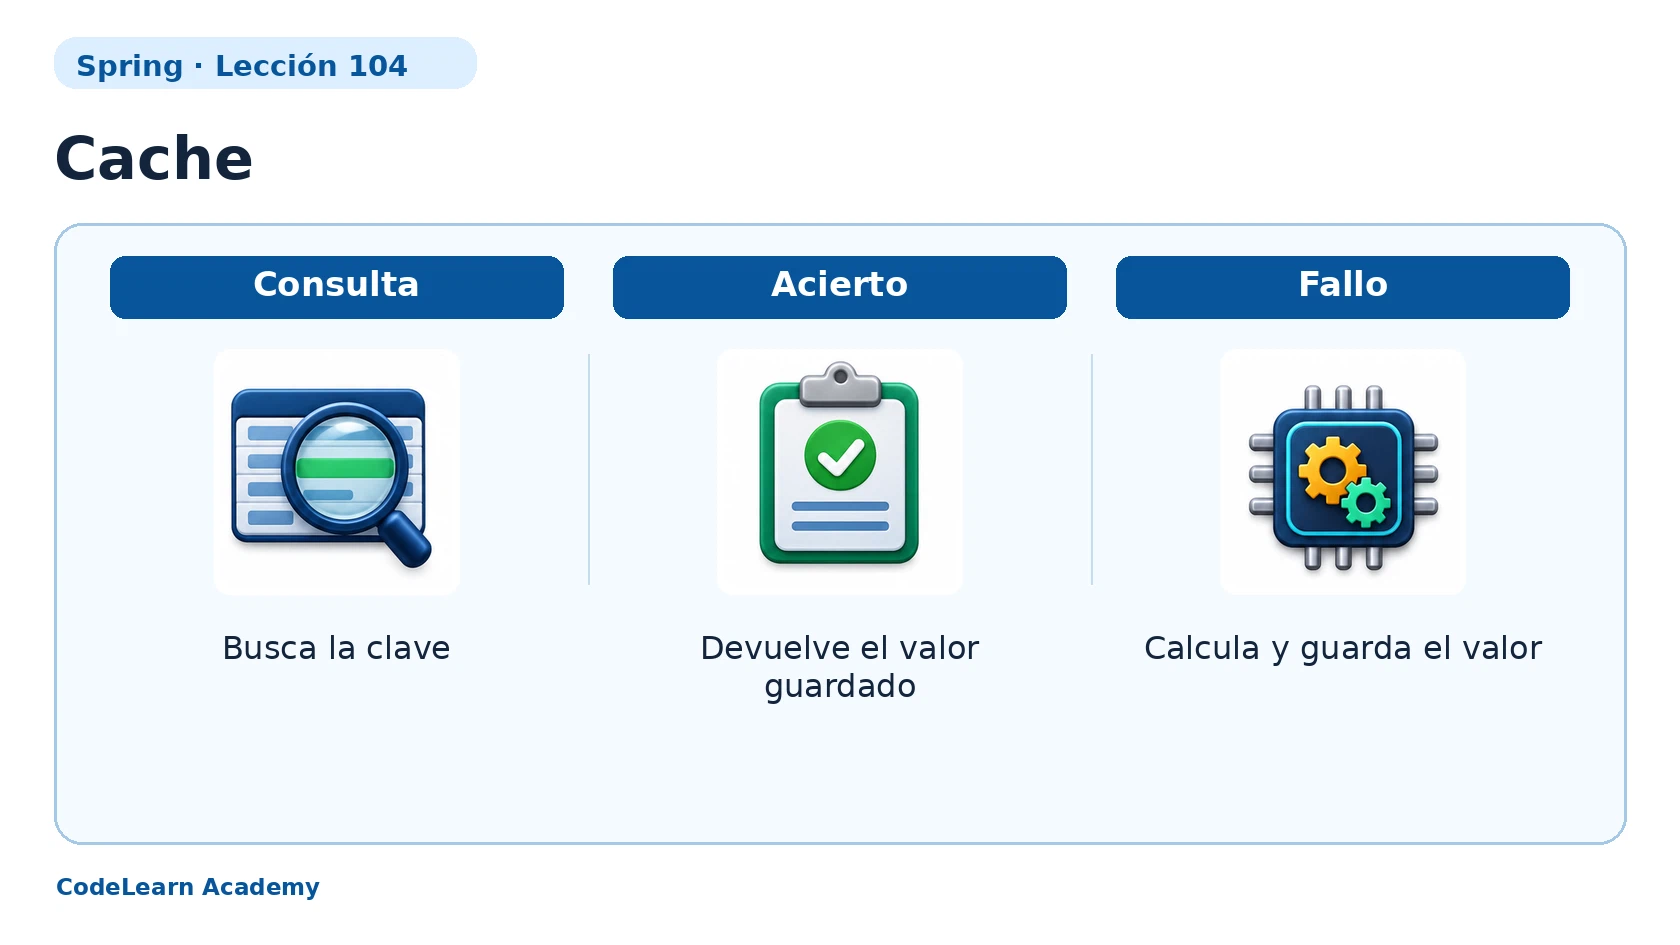 Spring · Lección 104
Cache
Consulta
Acierto
Fallo
Busca la clave
Devuelve el valor
guardado
Calcula y guarda el valor
CodeLearn Academy